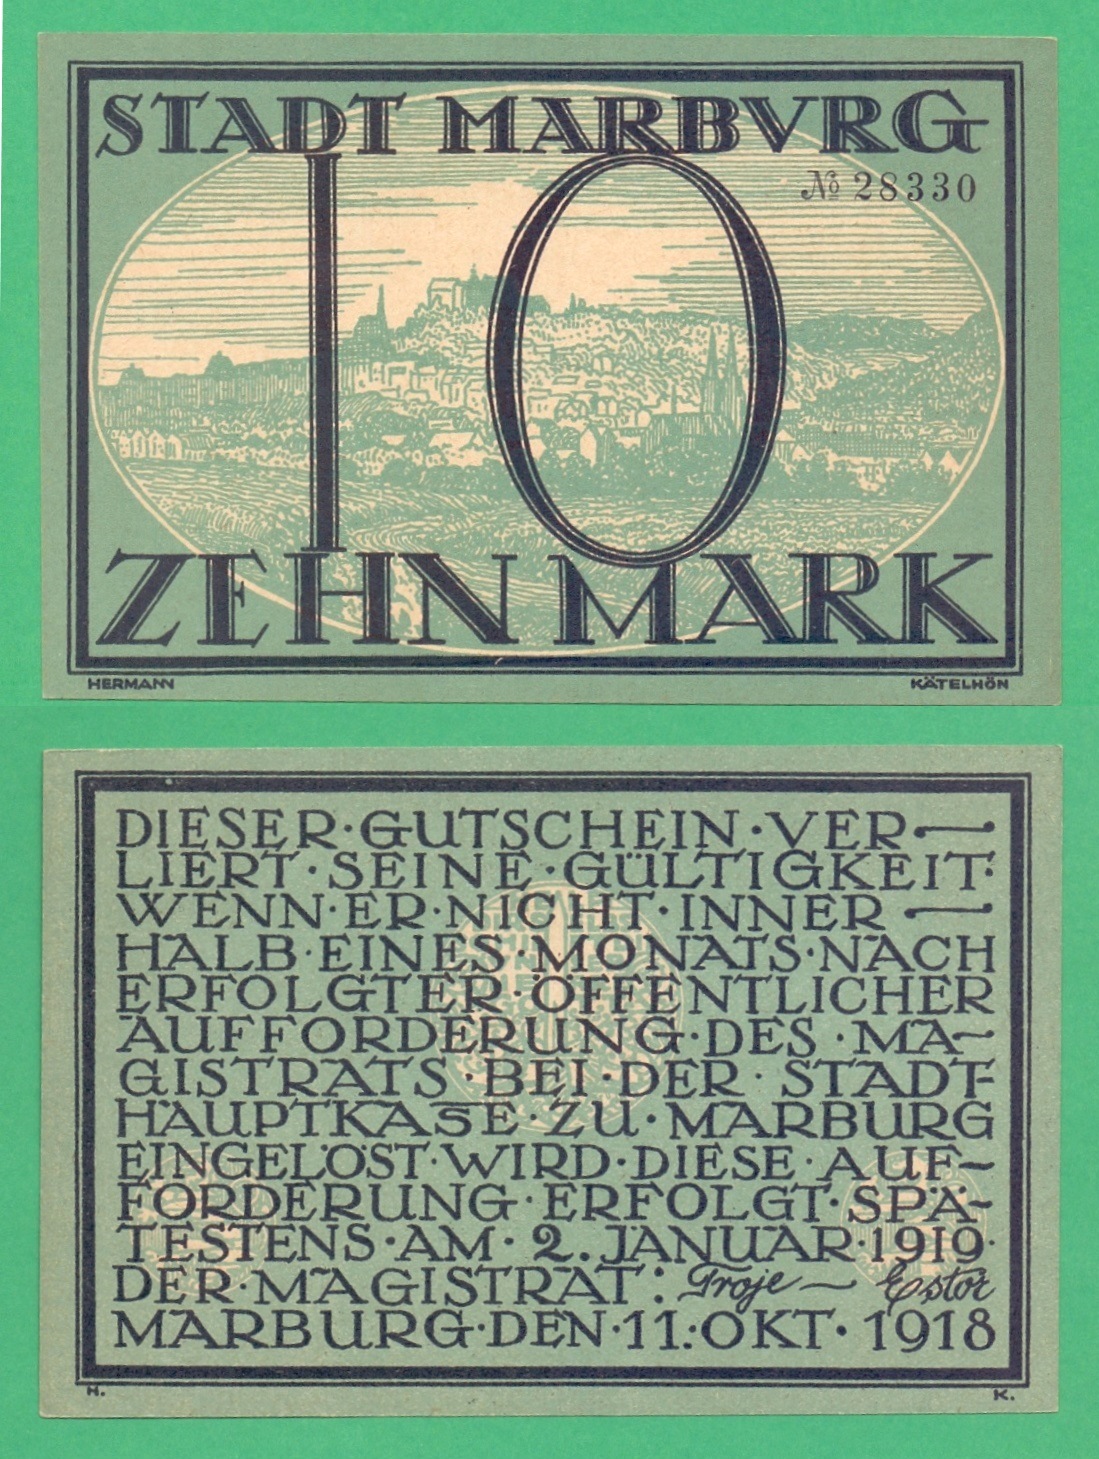 STADT MARBVRG
№ 28330
10
ZEHN MARK
HERMANN
KÄTELHÖN
DIESER·GUTSCHEIN·VER—
LIERT·SEINE·GÜLTIGKEIT·
WENN·ER·NICHT·INNER—
HALB·EINES·MONATS·NACH
ERFOLGTER·ÖFFENTLICHER
AUFFORDERUNG·DES·MA~
GISTRATS·BEI·DER·STADT-
HAUPTKASSE·ZU·MARBURG
EINGELÖST·WIRD·DIESE·AUF~
FORDERUNG·ERFOLGT·SPÄ-
TESTENS·AM·2. JANUAR·1919·
DER·MAGISTRAT: Troje — Estor
MARBURG·DEN·11.·OKT· 1918
H.
K.